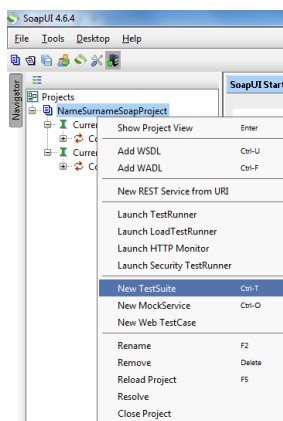 SoapUI 4.6.4
File Tools Desktop Help
Navigator
SoapUI Start
Projects
NameSurnameSoapProject
Curre
Co
Curre
Co
Show Project View Enter
Add WSDL Ctrl-U
Add WADL Ctrl-F
New REST Service from URI
Launch TestRunner
Launch LoadTestRunner
Launch HTTP Monitor
Launch Security TestRunner
New TestSuite Ctrl-T
New MockService Ctrl-O
New Web TestCase
Rename F2
Remove Delete
Reload Project F5
Resolve
Close Project